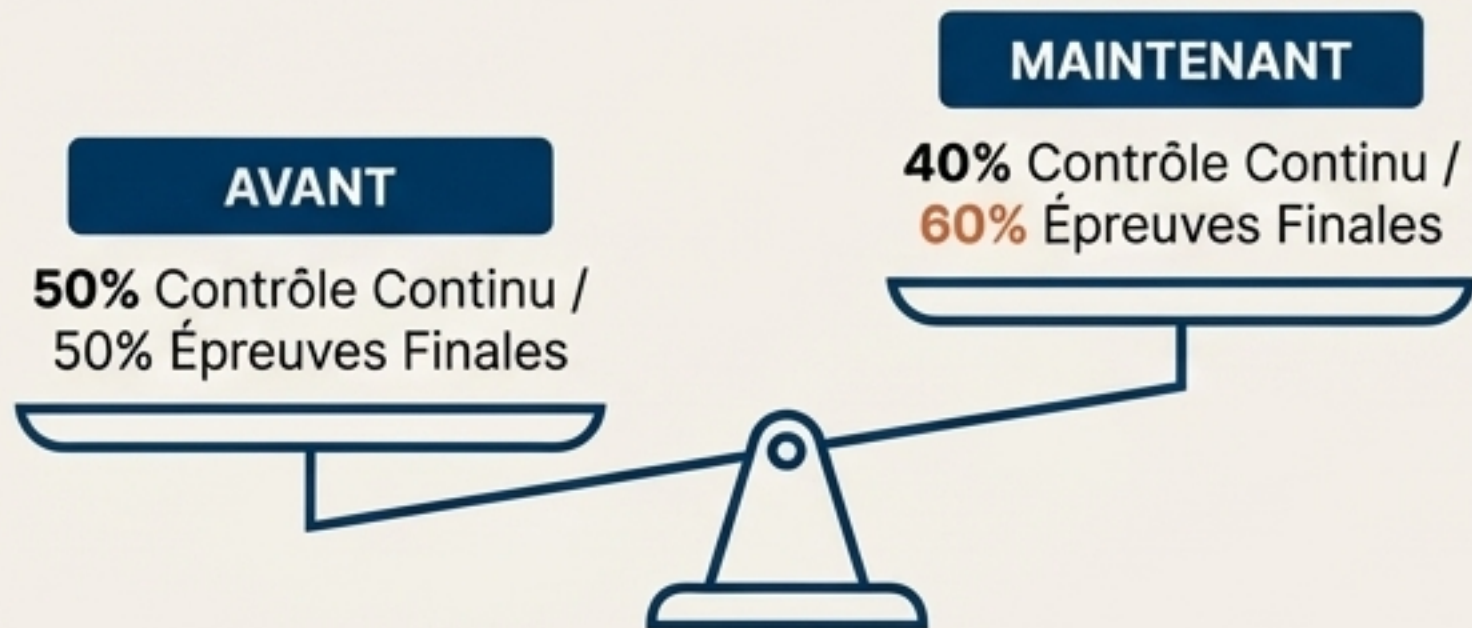 AVANT
50% Contrôle Continu /
50% Épreuves Finales
MAINTENANT
40% Contrôle Continu /
60% Épreuves Finales